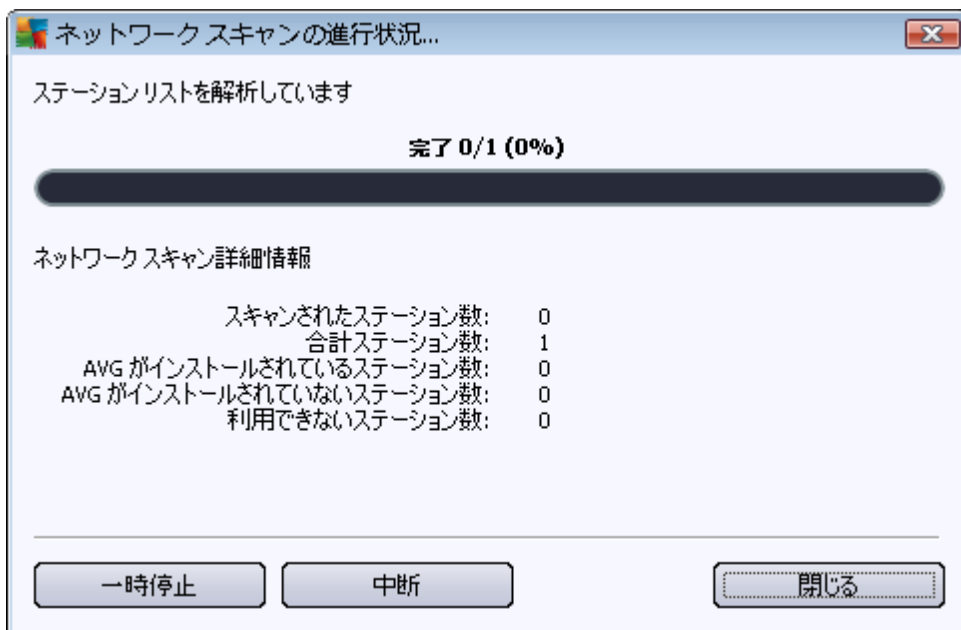 ネットワーク スキャンの進行状況...
ステーション リストを解析しています
完了 0/1 (0%)
ネットワーク スキャン詳細情報
スキャンされたステーション数: 0
合計ステーション数: 1
AVG がインストールされているステーション数: 0
AVG がインストールされていないステーション数: 0
利用できないステーション数: 0
一時停止 中断 閉じる